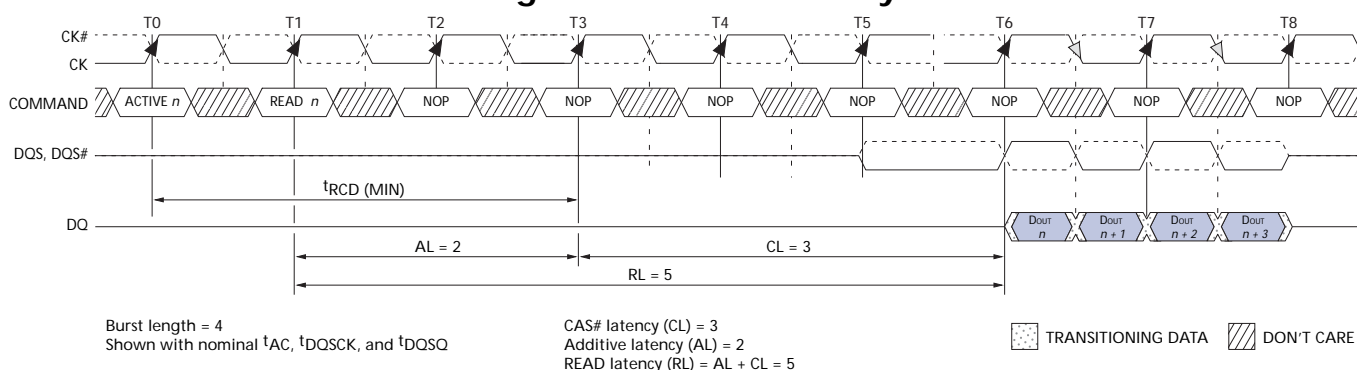 T0 T1 T2 T3 T4 T5 T6 T7 T8
CK#
CK
COMMAND ACTIVE n READ n NOP NOP NOP NOP NOP NOP NOP
DQS, DQS#
tRCD (MIN)
DQ DOUT n DOUT n + 1 DOUT n + 2 DOUT n + 3
AL = 2 CL = 3
RL = 5
Burst length = 4
Shown with nominal tAC, tDQSCK, and tDQSQ
CAS# latency (CL) = 3
Additive latency (AL) = 2
READ latency (RL) = AL + CL = 5
TRANSITIONING DATA DON'T CARE